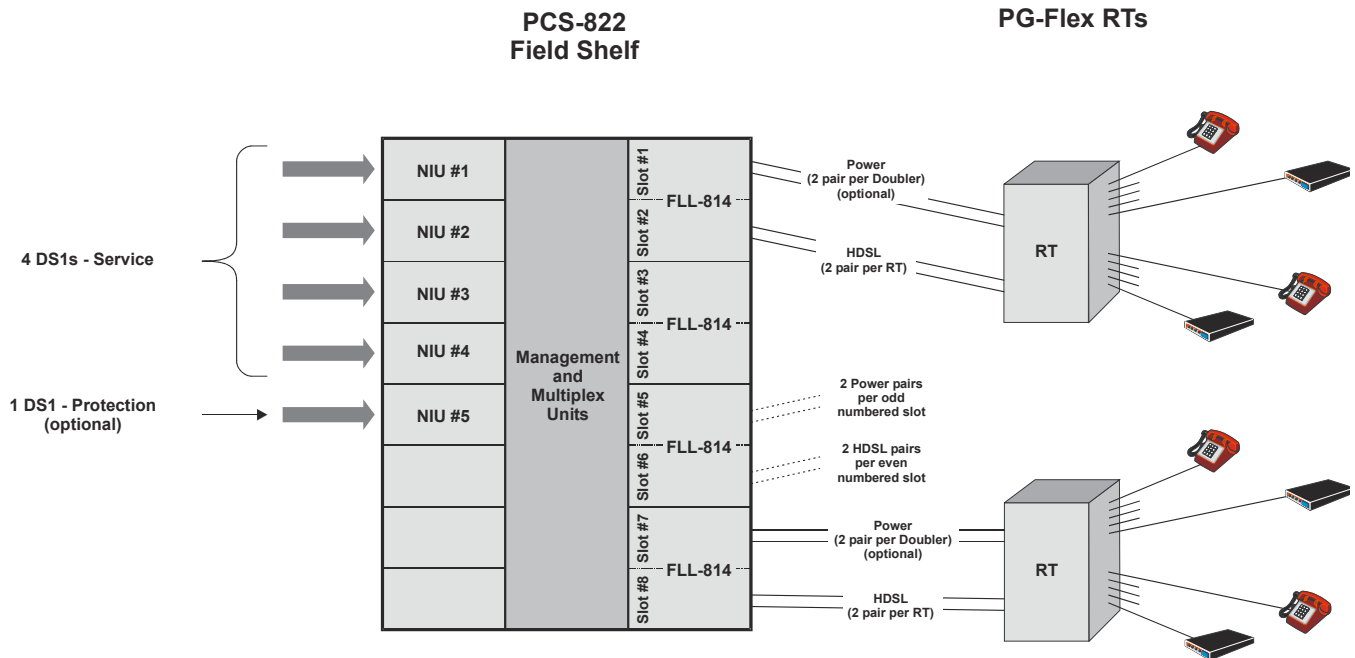 PCS-822
Field Shelf
PG-Flex RTs
4 DS1s - Service
1 DS1 - Protection
(optional)
NIU #1
NIU #2
NIU #3
NIU #4
NIU #5
Management
and
Multiplex
Units
Slot #1
Slot #2
FLL-814
Slot #3
Slot #4
FLL-814
Slot #5
Slot #6
FLL-814
Slot #7
Slot #8
FLL-814
Power
(2 pair per Doubler)
(optional)
HDSL
(2 pair per RT)
RT
2 Power pairs
per odd
numbered slot
2 HDSL pairs
per even
numbered slot
Power
(2 pair per Doubler)
(optional)
HDSL
(2 pair per RT)
RT